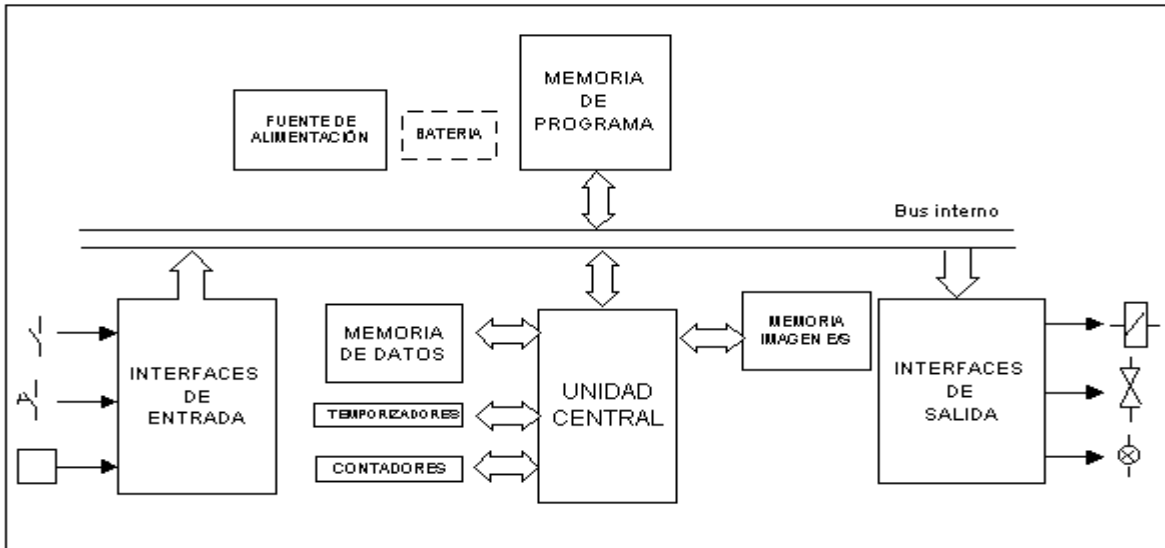 MEMORIA
DE
PROGRAMA
FUENTE DE
ALIMENTACIÓN
BATERIA
Bus interno
INTERFACES
DE
ENTRADA
MEMORIA
DE DATOS
TEMPORIZADORES
CONTADORES
UNIDAD
CENTRAL
MEMORIA
IMAGEN E/S
INTERFACES
DE
SALIDA